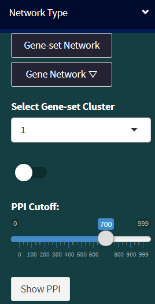 Network Type
Gene-set Network
Gene Network ▽
Select Gene-set Cluster
1
PPI Cutoff:
0 700 999
0 100 200 300 400 500 600 800 900 999
Show PPI